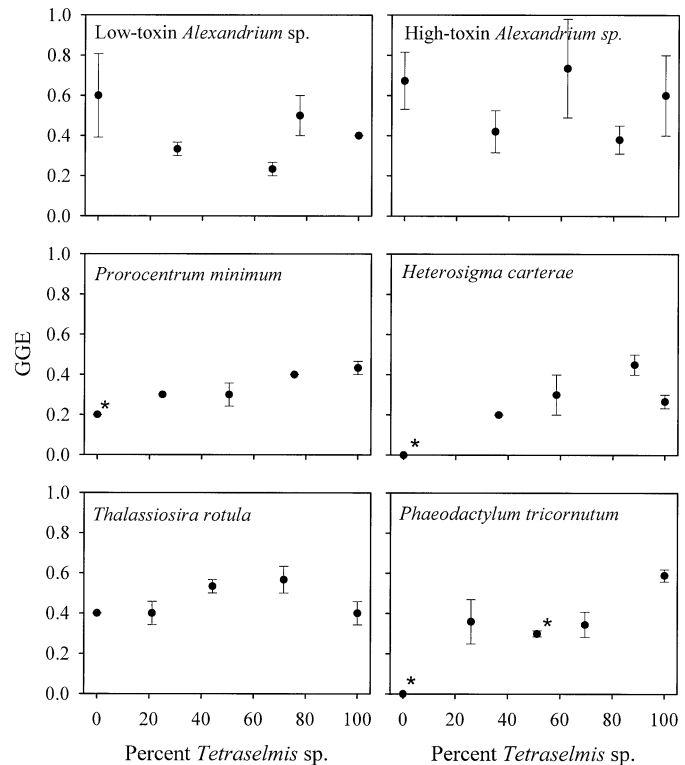 Low-toxin Alexandrium sp.
High-toxin Alexandrium sp.
1.0
0.8
0.6
0.4
0.2
0.0
Prorocentrum minimum
Heterosigma carterae
1.0
0.8
0.6
0.4
0.2
0.0
*
*
GGE
Thalassiosira rotula
Phaeodactylum tricornutum
1.0
0.8
0.6
0.4
0.2
0.0
*
*
0 20 40 60 80 100
0 20 40 60 80 100
Percent Tetraselmis sp.
Percent Tetraselmis sp.